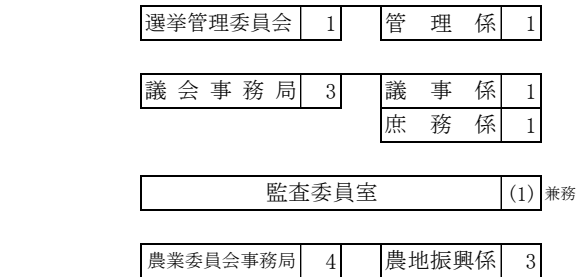 選挙管理委員会 1 管理係 1
議会事務局 3 議事係 1
庶務係 1
監査委員室 (1) 兼務
農業委員会事務局 4 農地振興係 3